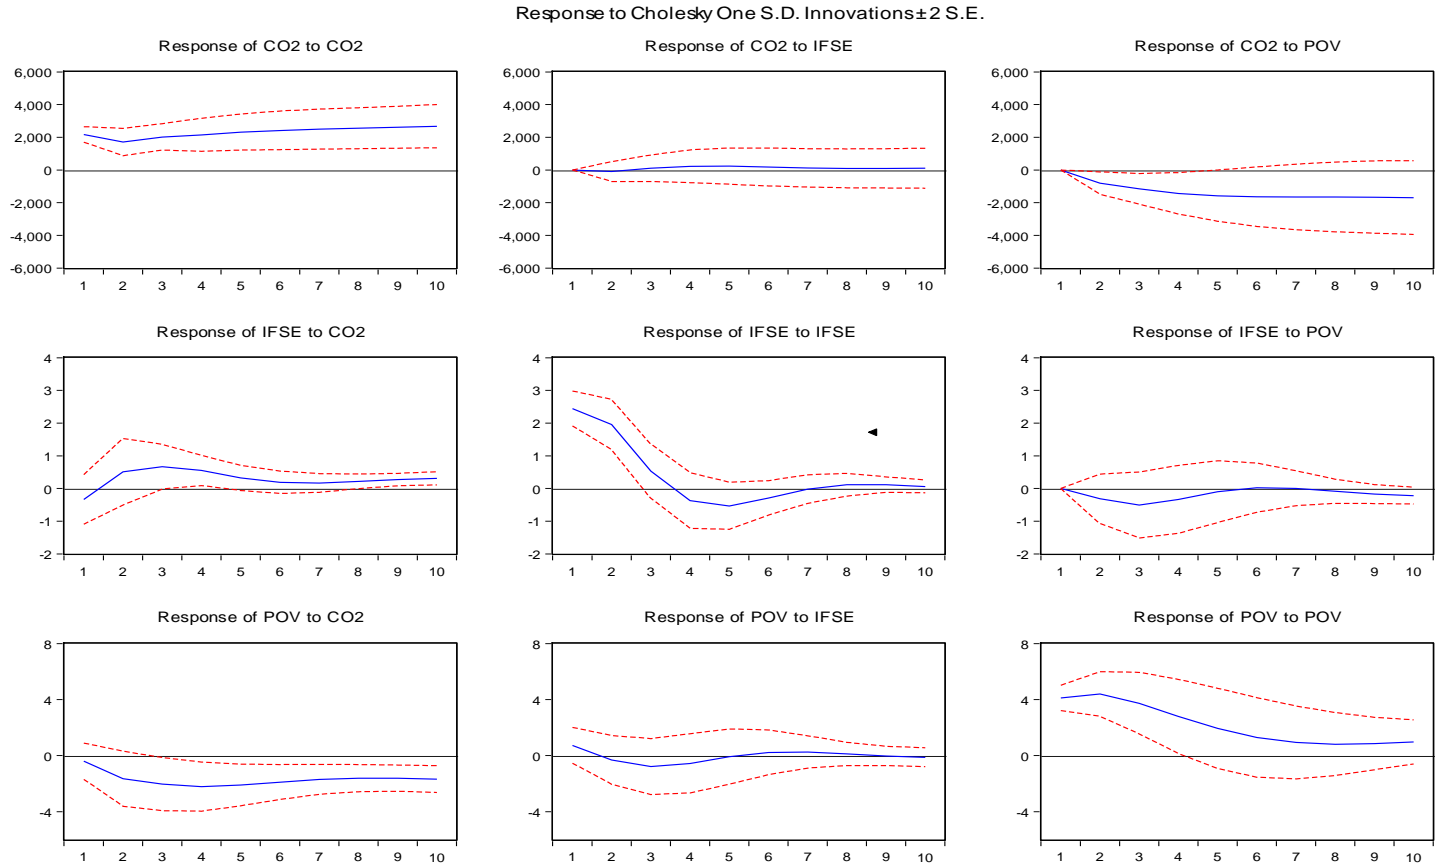 Response to Cholesky One S.D. Innovations ± 2 S.E.
Response of CO2 to CO2
6,000
4,000
2,000
0
-2,000
-4,000
-6,000
1 2 3 4 5 6 7 8 9 10
Response of CO2 to IFSE
6,000
4,000
2,000
0
-2,000
-4,000
-6,000
1 2 3 4 5 6 7 8 9 10
Response of CO2 to POV
6,000
4,000
2,000
0
-2,000
-4,000
-6,000
1 2 3 4 5 6 7 8 9 10
Response of IFSE to CO2
4
3
2
1
0
-1
-2
1 2 3 4 5 6 7 8 9 10
Response of IFSE to IFSE
4
3
2
1
0
-1
-2
1 2 3 4 5 6 7 8 9 10
Response of IFSE to POV
4
3
2
1
0
-1
-2
1 2 3 4 5 6 7 8 9 10
Response of POV to CO2
8
4
0
-4
1 2 3 4 5 6 7 8 9 10
Response of POV to IFSE
8
4
0
-4
1 2 3 4 5 6 7 8 9 10
Response of POV to POV
8
4
0
-4
1 2 3 4 5 6 7 8 9 10